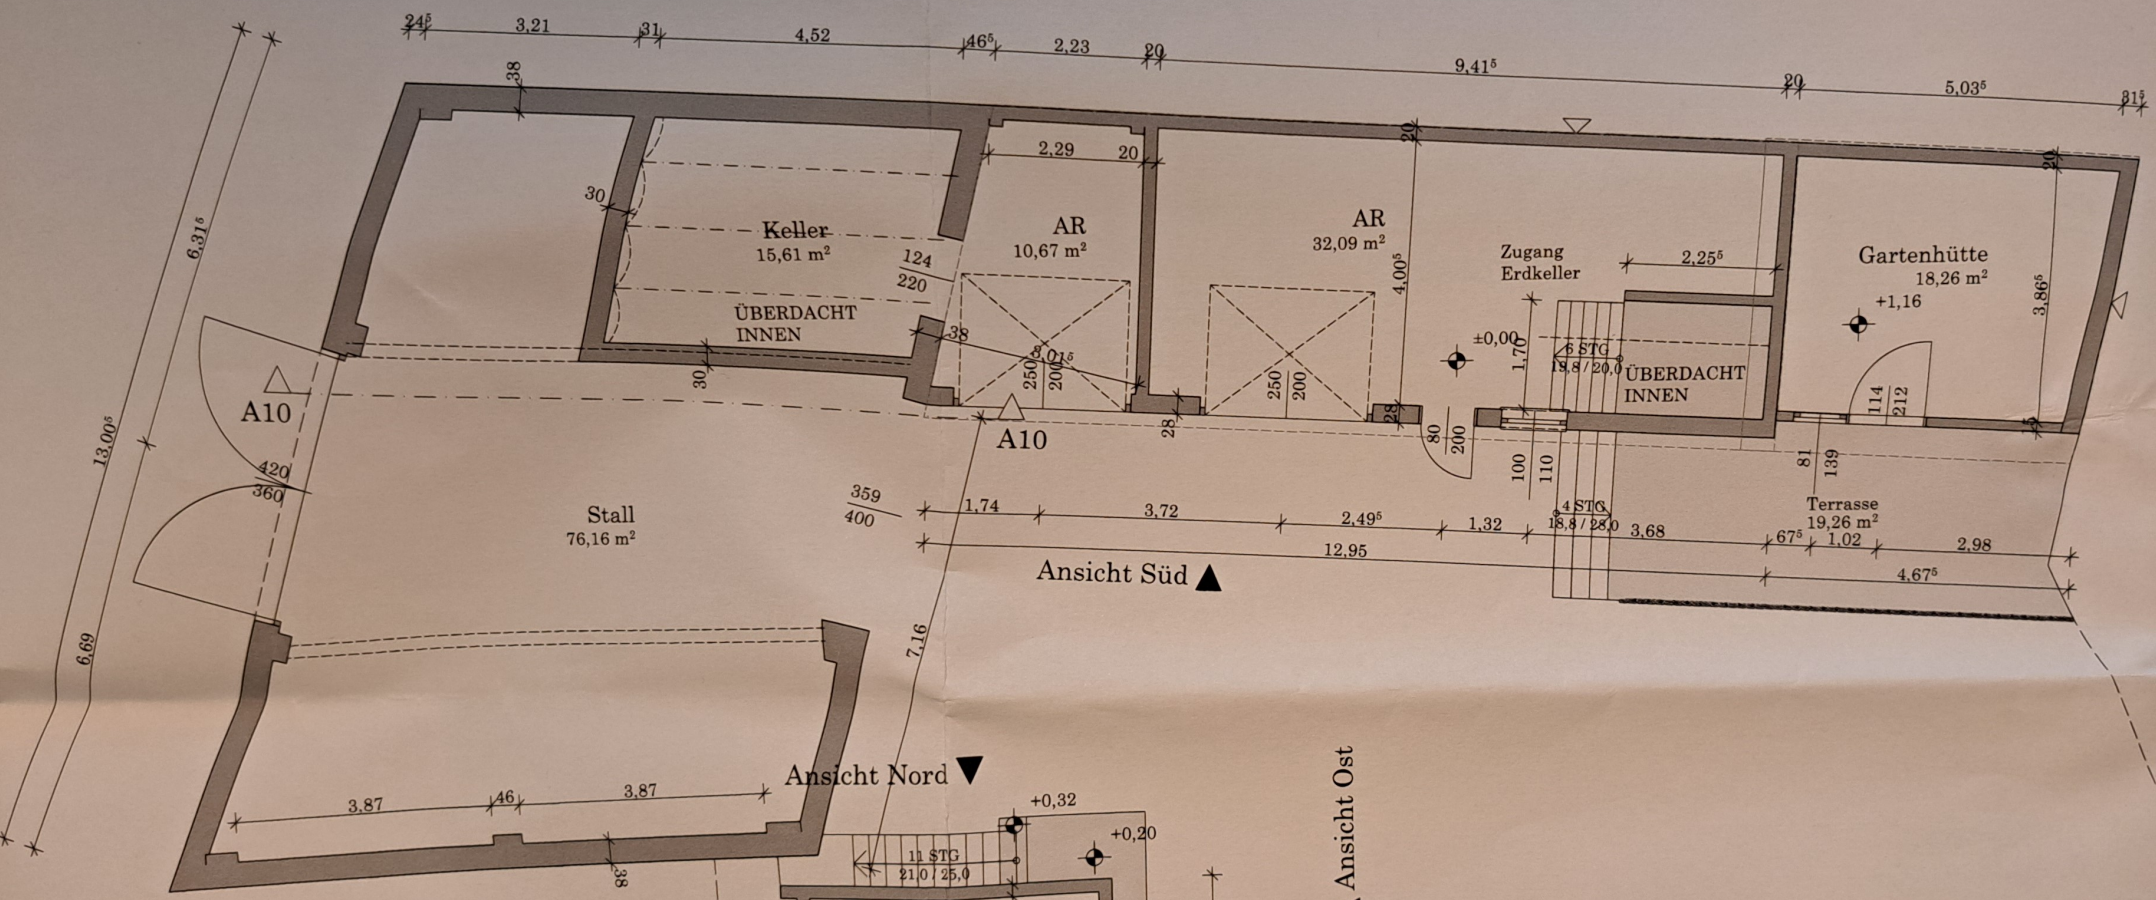 24⁵
3,21
31
4,52
46⁵
2,23
20
9,41⁵
20
5,03⁵
31⁵
38
20
20
6,31⁵
13,00⁵
6,69
30
Keller
15,61 m²
124
220
ÜBERDACHT
INNEN
30
2,29
20
AR
10,67 m²
38
3,01⁵
250
200
AR
32,09 m²
250
200
4,00⁵
Zugang
Erdkeller
2,25⁵
±0,00
1,70
6 STG
19,8 / 20,0
ÜBERDACHT
INNEN
Gartenhütte
18,26 m²
+1,16
3,86⁵
114
212
15
A10
A10
28
28
80
200
100
110
81
139
420
360
Stall
76,16 m²
359
400
1,74
3,72
2,49⁵
1,32
4 STG
18,8 / 28,0
3,68
67⁵
1,02
2,98
Terrasse
19,26 m²
12,95
4,67⁵
Ansicht Süd
7,16
Ansicht Nord
Ansicht Ost
3,87
46
3,87
38
+0,32
+0,20
11 STG
21,0 / 25,0